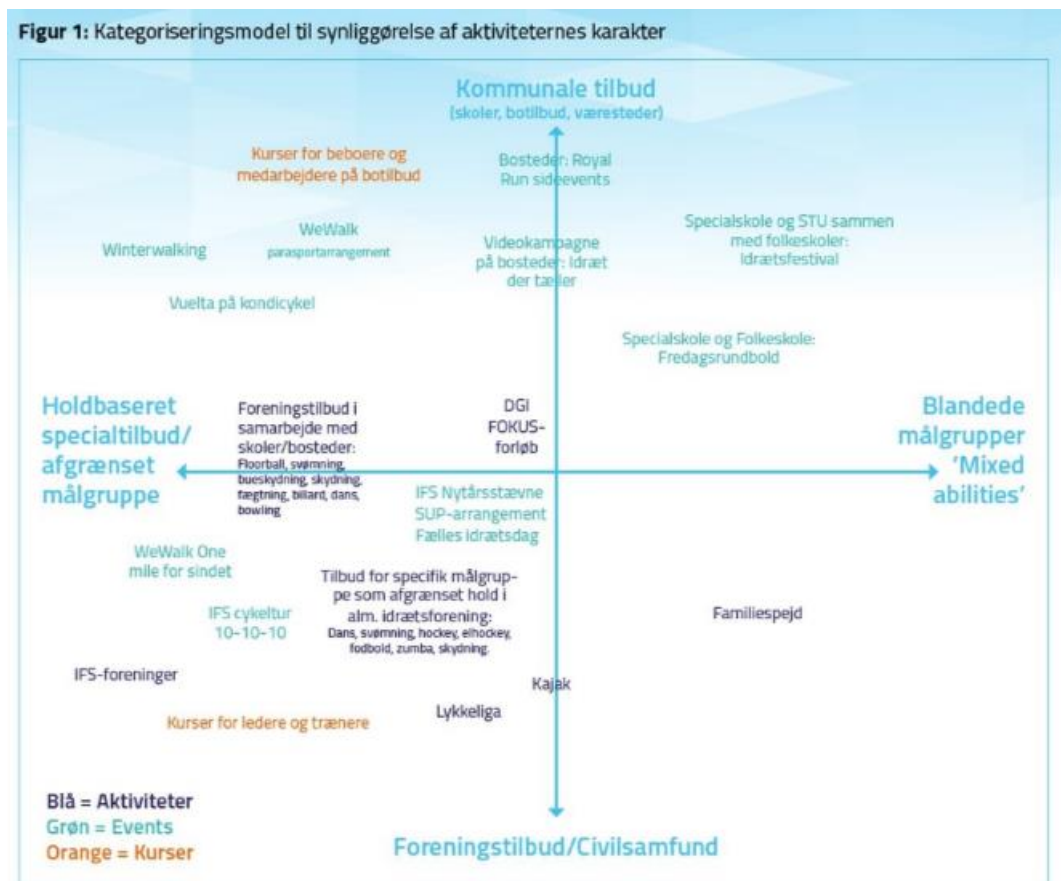 Figur 1: Kategoriseringsmodel til synliggørelse af aktiviteternes karakter
Kommunale tilbud
(skoler, botilbud, væresteder)
Kurser for beboere og
medarbejdere på botilbud
Bosteder: Royal
Run sideevents
WeWalk
parasportarrangement
Winterwalking
Videokampagne
på bosteder: Idræt
der tæller
Specialskole og STU sammen
med folkeskoler:
Idrætsfestival
Vuelta på kondicykel
Specialskole og Folkeskole:
Fredagsrundbold
Holdbaseret
specialtilbud/
afgrænset
målgruppe
Foreningstilbud i
samarbejde med
skoler/bosteder:
Floorball, svømning,
bueskydning, skydning,
fægtning, billard, dans,
bowling
DGI
FOKUS-
forløb
Blandede
målgrupper
'Mixed
abilities'
IFS Nytårsstævne
SUP-arrangement
Fælles idrætsdag
WeWalk One
mile for sindet
Tilbud for specifik målgrup-
pe som afgrænset hold i
alm. idrætsforening:
Dans, svømning, hockey, elhockey,
fodbold, zumba, skydning.
IFS cykeltur
10-10-10
Familiespejd
IFS-foreninger
Kajak
Lykkeliga
Kurser for ledere og trænere
Blå = Aktiviteter
Grøn = Events
Orange = Kurser
Foreningstilbud/Civilsamfund